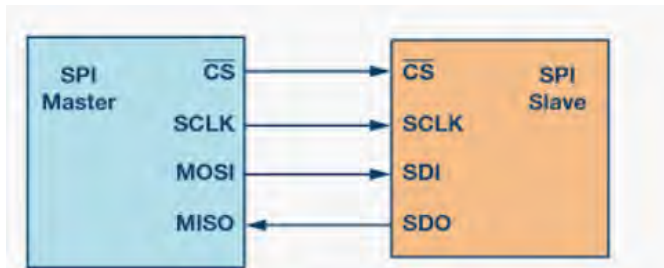 SPI
Master
CS
SCLK
MOSI
MISO
CS
SCLK
SDI
SDO
SPI
Slave